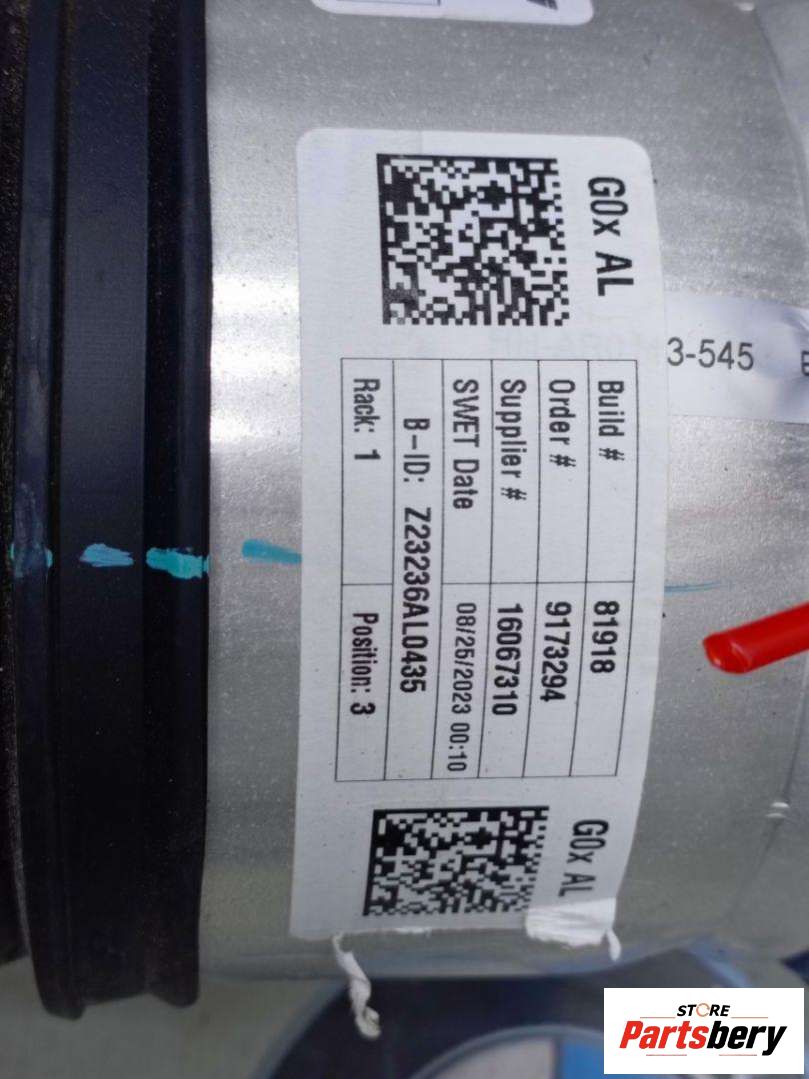 G0x AL
Build # 81918
Order # 9173294
Supplier # 16067310
SWET Date 08/25/2023 00:10
B-ID: Z23236AL0435
Rack: 1 Position: 3
G0x AL
3-545
STORE
Partsbery